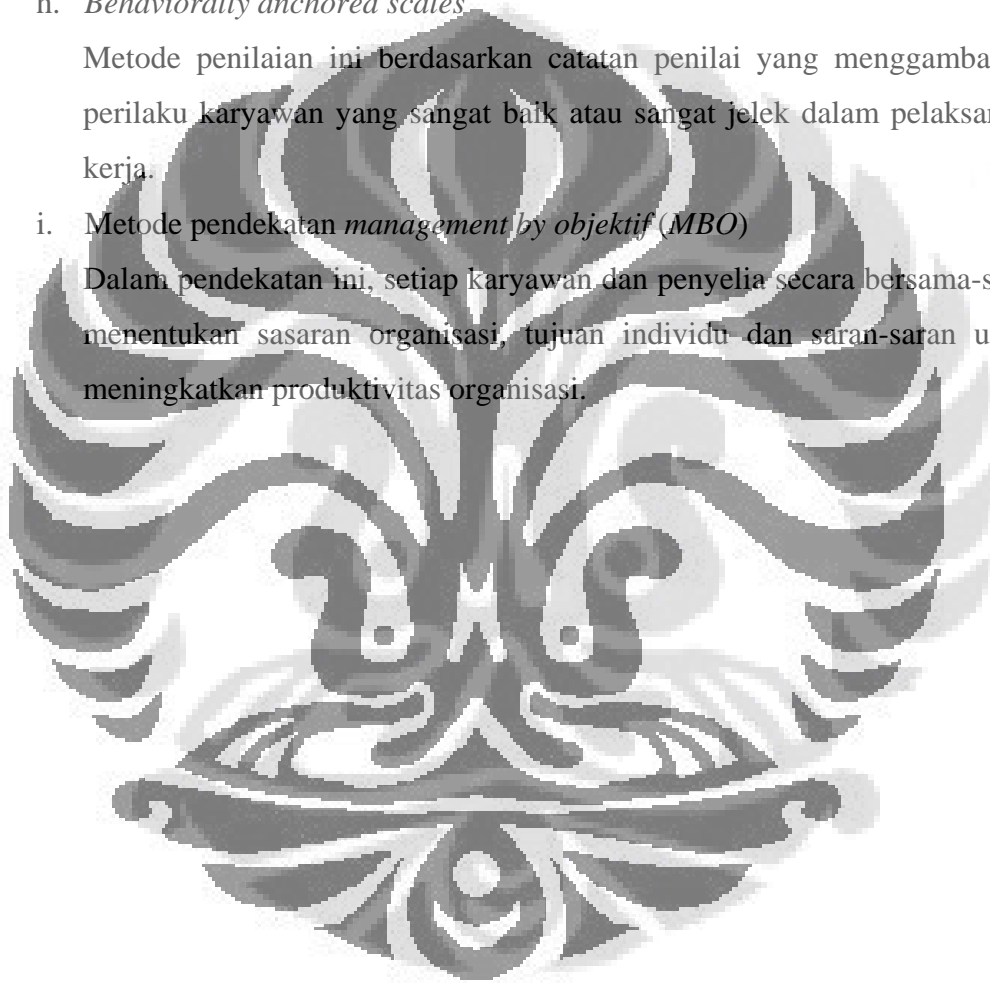 h. Behaviorally anchored scales
Metode penilaian ini berdasarkan catatan penilai yang menggamba
perilaku karyawan yang sangat baik atau sangat jelek dalam pelaksa
kerja.
i. Metode pendekatan management by objektif (MBO)
Dalam pendekatan ini, setiap karyawan dan penyelia secara bersama-s
menentukan sasaran organisasi, tujuan individu dan saran-saran u
meningkatkan produktivitas organisasi.